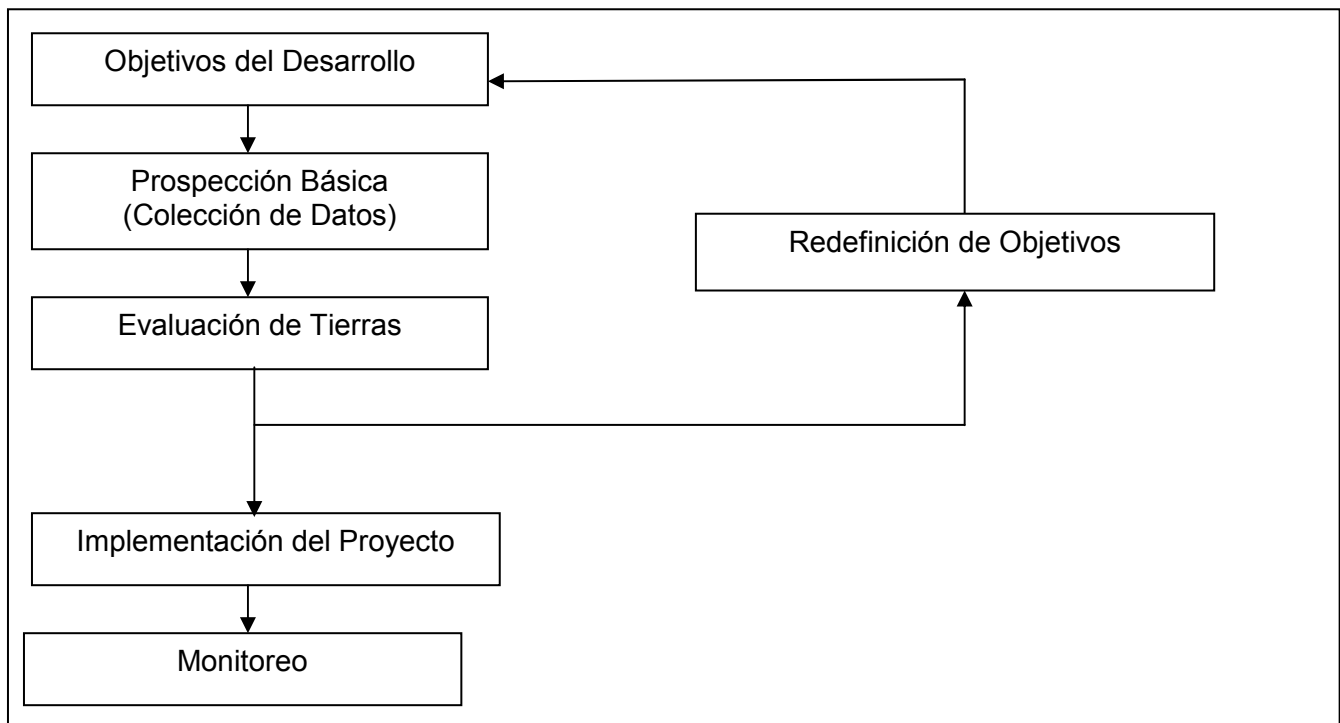 Objetivos del Desarrollo
Prospección Básica
(Colección de Datos)
Redefinición de Objetivos
Evaluación de Tierras
Implementación del Proyecto
Monitoreo